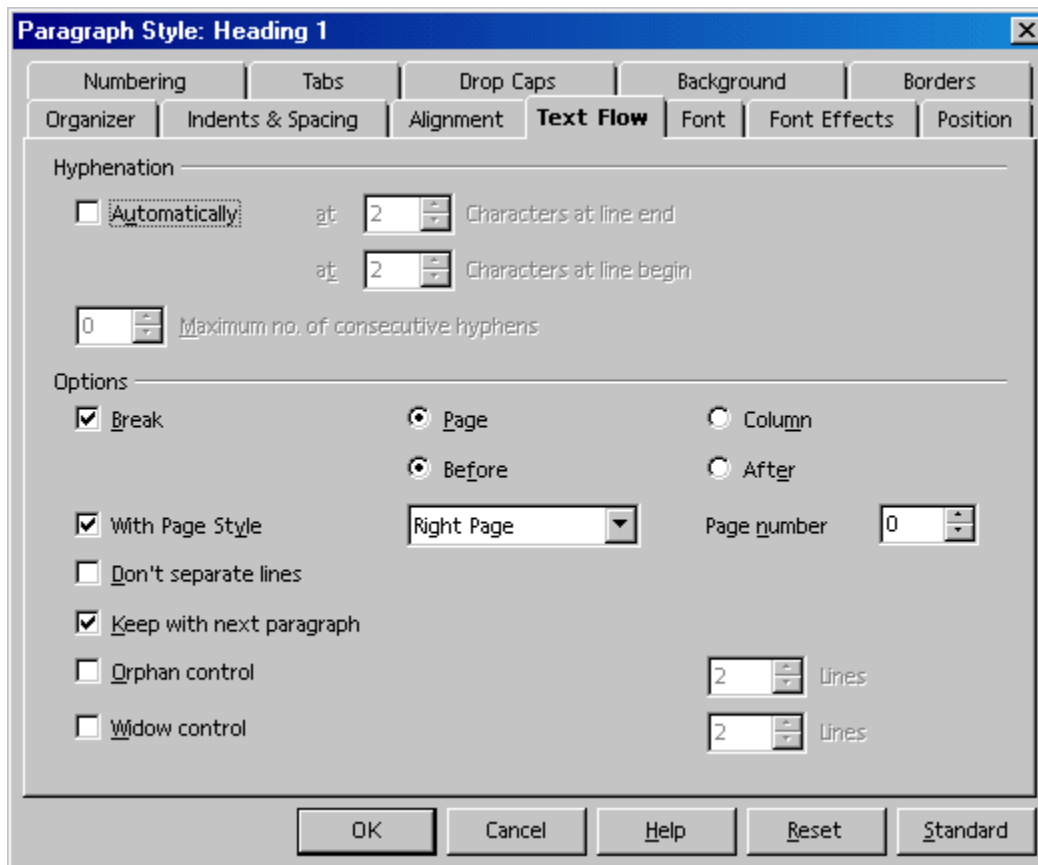 Paragraph Style: Heading 1
Numbering Tabs Drop Caps Background Borders
Organizer Indents & Spacing Alignment Text Flow Font Font Effects Position
Hyphenation
Automatically at 2 Characters at line end
at 2 Characters at line begin
0 Maximum no. of consecutive hyphens
Options
Break Page Column
Before After
With Page Style Right Page Page number 0
Don't separate lines
Keep with next paragraph
Orphan control 2 Lines
Widow control 2 Lines
OK Cancel Help Reset Standard